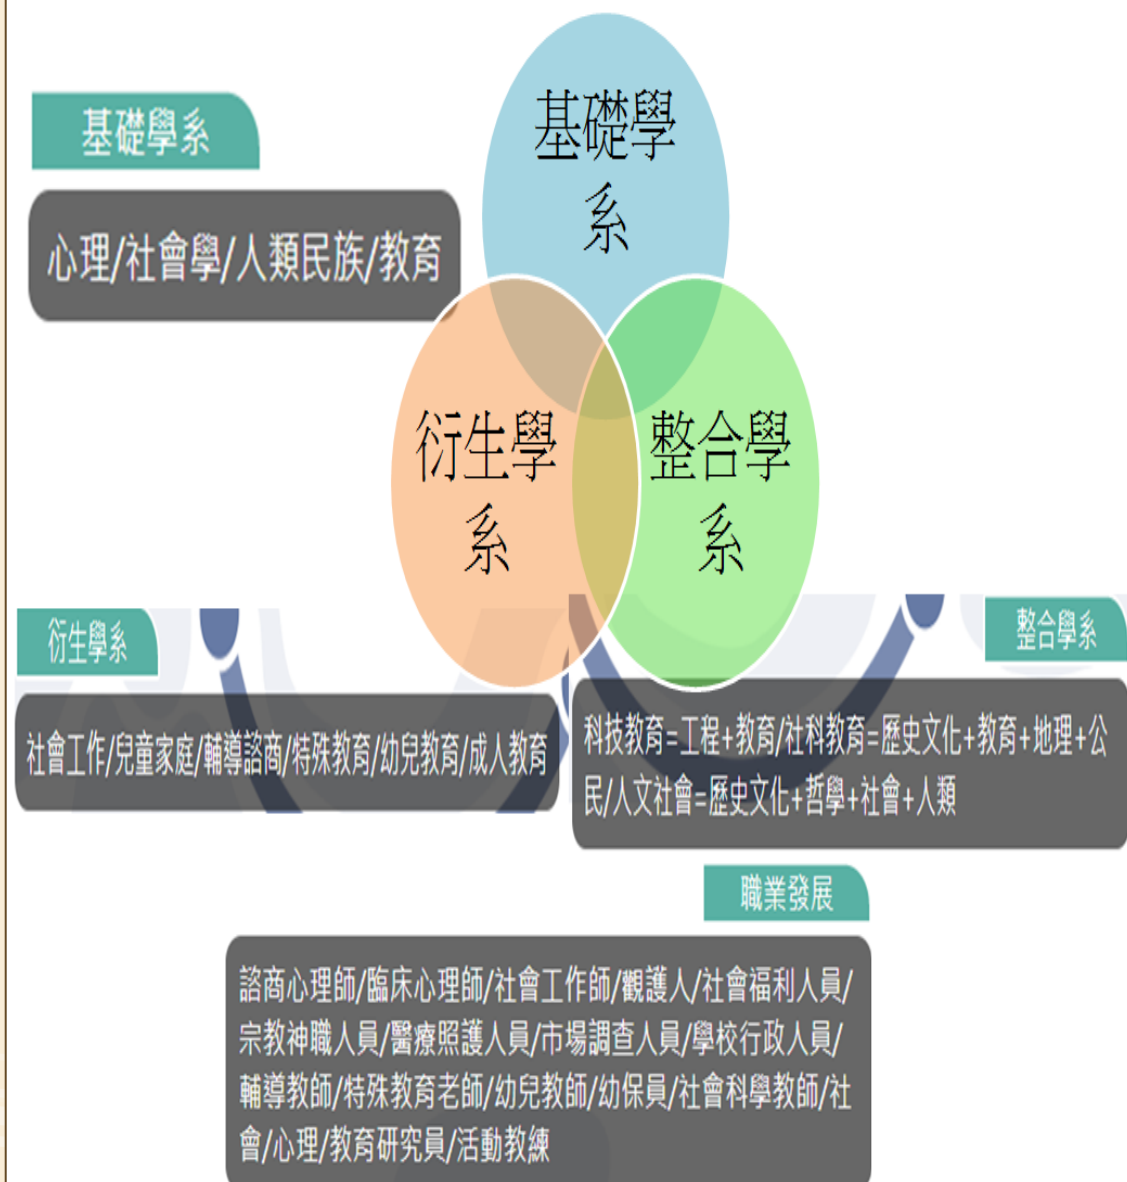 基礎學系
心理/社會學/人類民族/教育
基礎學
系
衍生學
系
整合學
系
衍生學系
社會工作/兒童家庭/輔導諮商/特殊教育/幼兒教育/成人教育
整合學系
科技教育=工程+教育/社科教育=歷史文化+教育+地理+公
民/人文社會=歷史文化+哲學+社會+人類
職業發展
諮商心理師/臨床心理師/社會工作師/觀護人/社會福利人員/
宗教神職人員/醫療照護人員/市場調查人員/學校行政人員/
輔導教師/特殊教育老師/幼兒教師/幼保員/社會科學教師/社
會/心理/教育研究員/活動教練